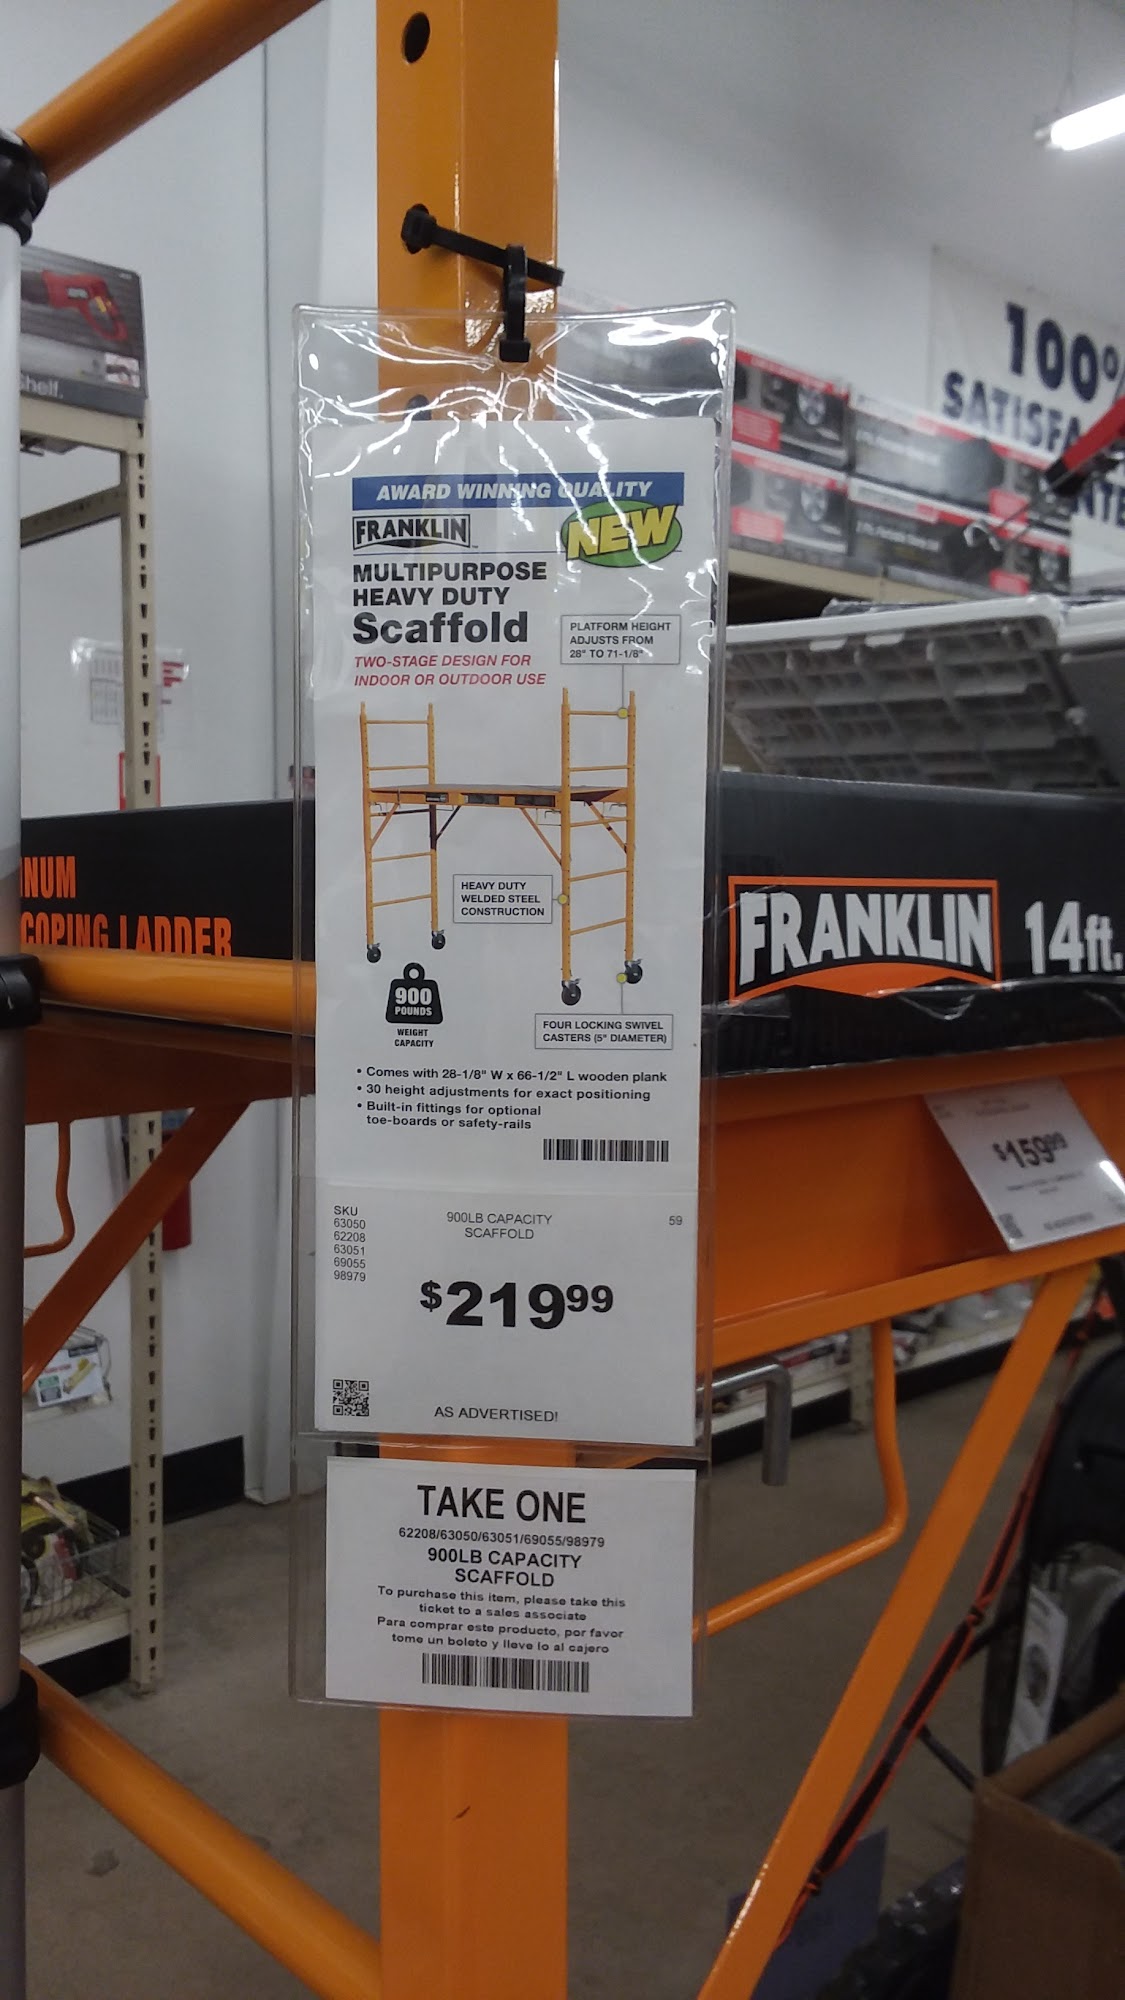 AWARD WINNING QUALITY
FRANKLIN
NEW
MULTIPURPOSE
HEAVY DUTY
Scaffold
TWO-STAGE DESIGN FOR
INDOOR OR OUTDOOR USE
PLATFORM HEIGHT
ADJUSTS FROM
28" TO 71-1/8"
HEAVY DUTY
WELDED STEEL
CONSTRUCTION
900
POUNDS
WEIGHT
CAPACITY
FOUR LOCKING SWIVEL
CASTERS (5" DIAMETER)
• Comes with 28-1/8" W x 66-1/2" L wooden plank
• 30 height adjustments for exact positioning
• Built-in fittings for optional
toe-boards or safety-rails
SKU
63050
62208
63051
69055
98979
900LB CAPACITY
SCAFFOLD
59
$219.99
AS ADVERTISED!
TAKE ONE
62208/63050/63051/69055/98979
900LB CAPACITY
SCAFFOLD
To purchase this item, please take this
ticket to a sales associate
Para comprar este producto, por favor
tome un boleto y lleve lo al cajero
NUM
COPING LADDER
FRANKLIN 14ft.
$159.99
100%
SATISFA
helf.